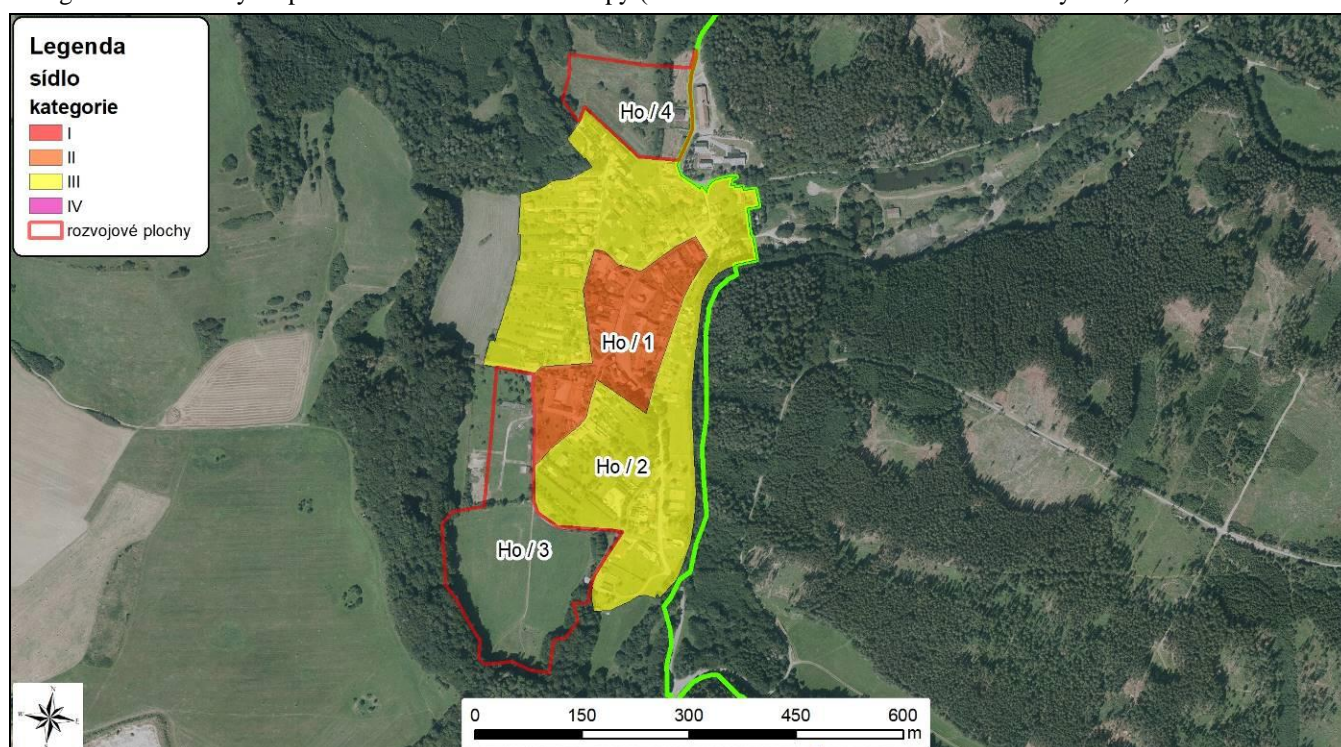 Legenda
sídlo
kategorie
I
II
III
IV
rozvojové plochy
Ho / 4
Ho / 1
Ho / 2
Ho / 3
N
W
E
S
0 150 300 450 600
m